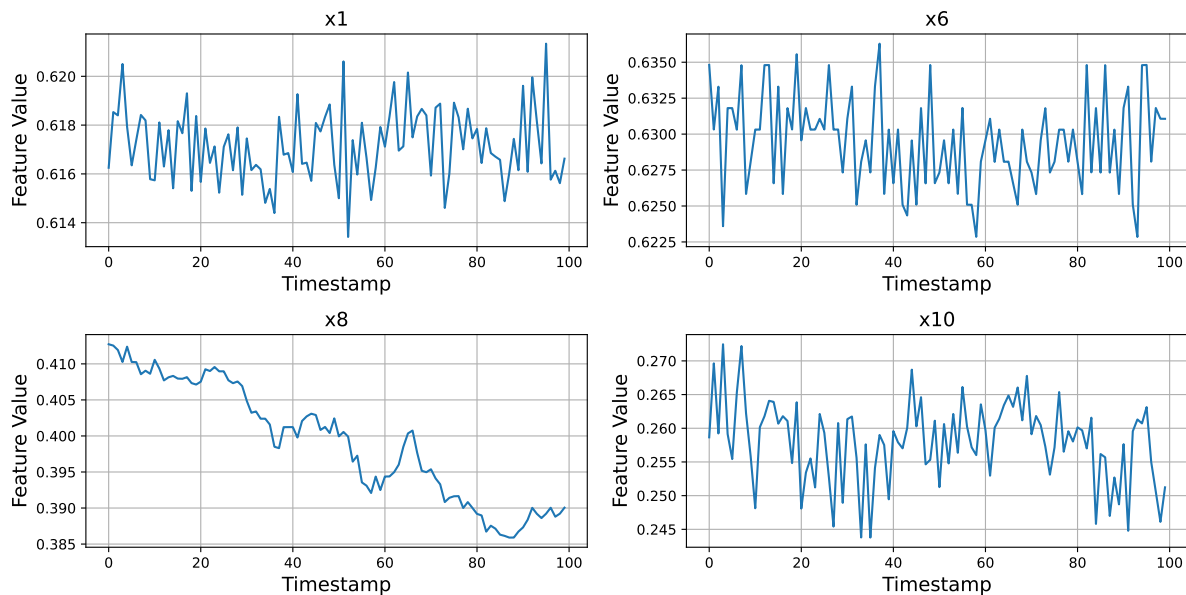 x1
Feature Value
0.620
0.618
0.616
0.614
0 20 40 60 80 100
Timestamp
x6
Feature Value
0.6350
0.6325
0.6300
0.6275
0.6250
0.6225
0 20 40 60 80 100
Timestamp
x8
Feature Value
0.410
0.405
0.400
0.395
0.390
0.385
0 20 40 60 80 100
Timestamp
x10
Feature Value
0.270
0.265
0.260
0.255
0.250
0.245
0 20 40 60 80 100
Timestamp